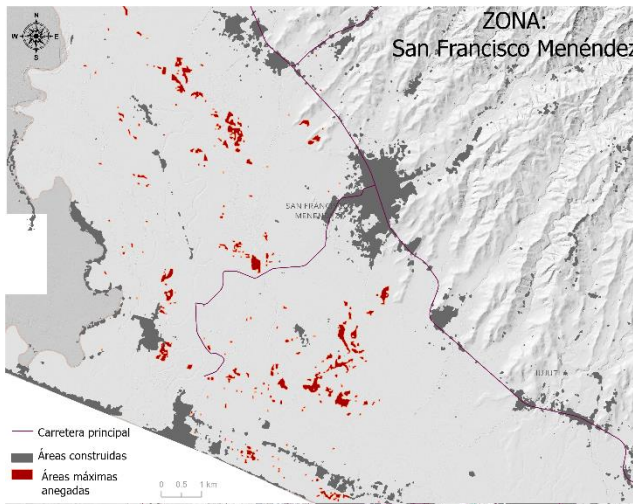 ZONA:
San Francisco Menéndez
N
W E
S
SAN FRANCISCO
MENÉNDEZ
JUJUT
Carretera principal
Áreas construidas
Áreas máximas
anegadas
0 0.5 1 km